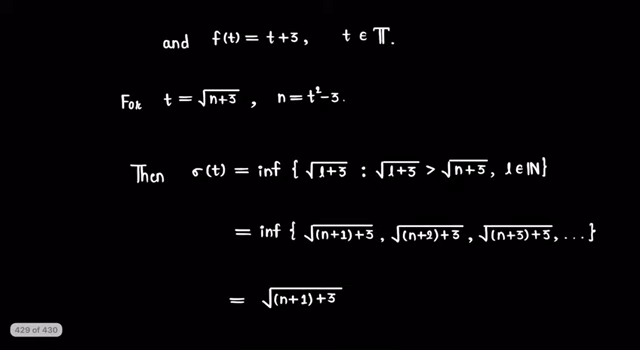 and f(t) = t+3, t ∈ 𝕋.
For t = √(n+3), n = t²-3.
Then σ(t) = inf { √(l+3) : √(l+3) > √(n+3), l ∈ ℕ}
= inf { √((n+1)+3), √((n+2)+3), √((n+3)+3), ... }
= √((n+1)+3)
429 of 430